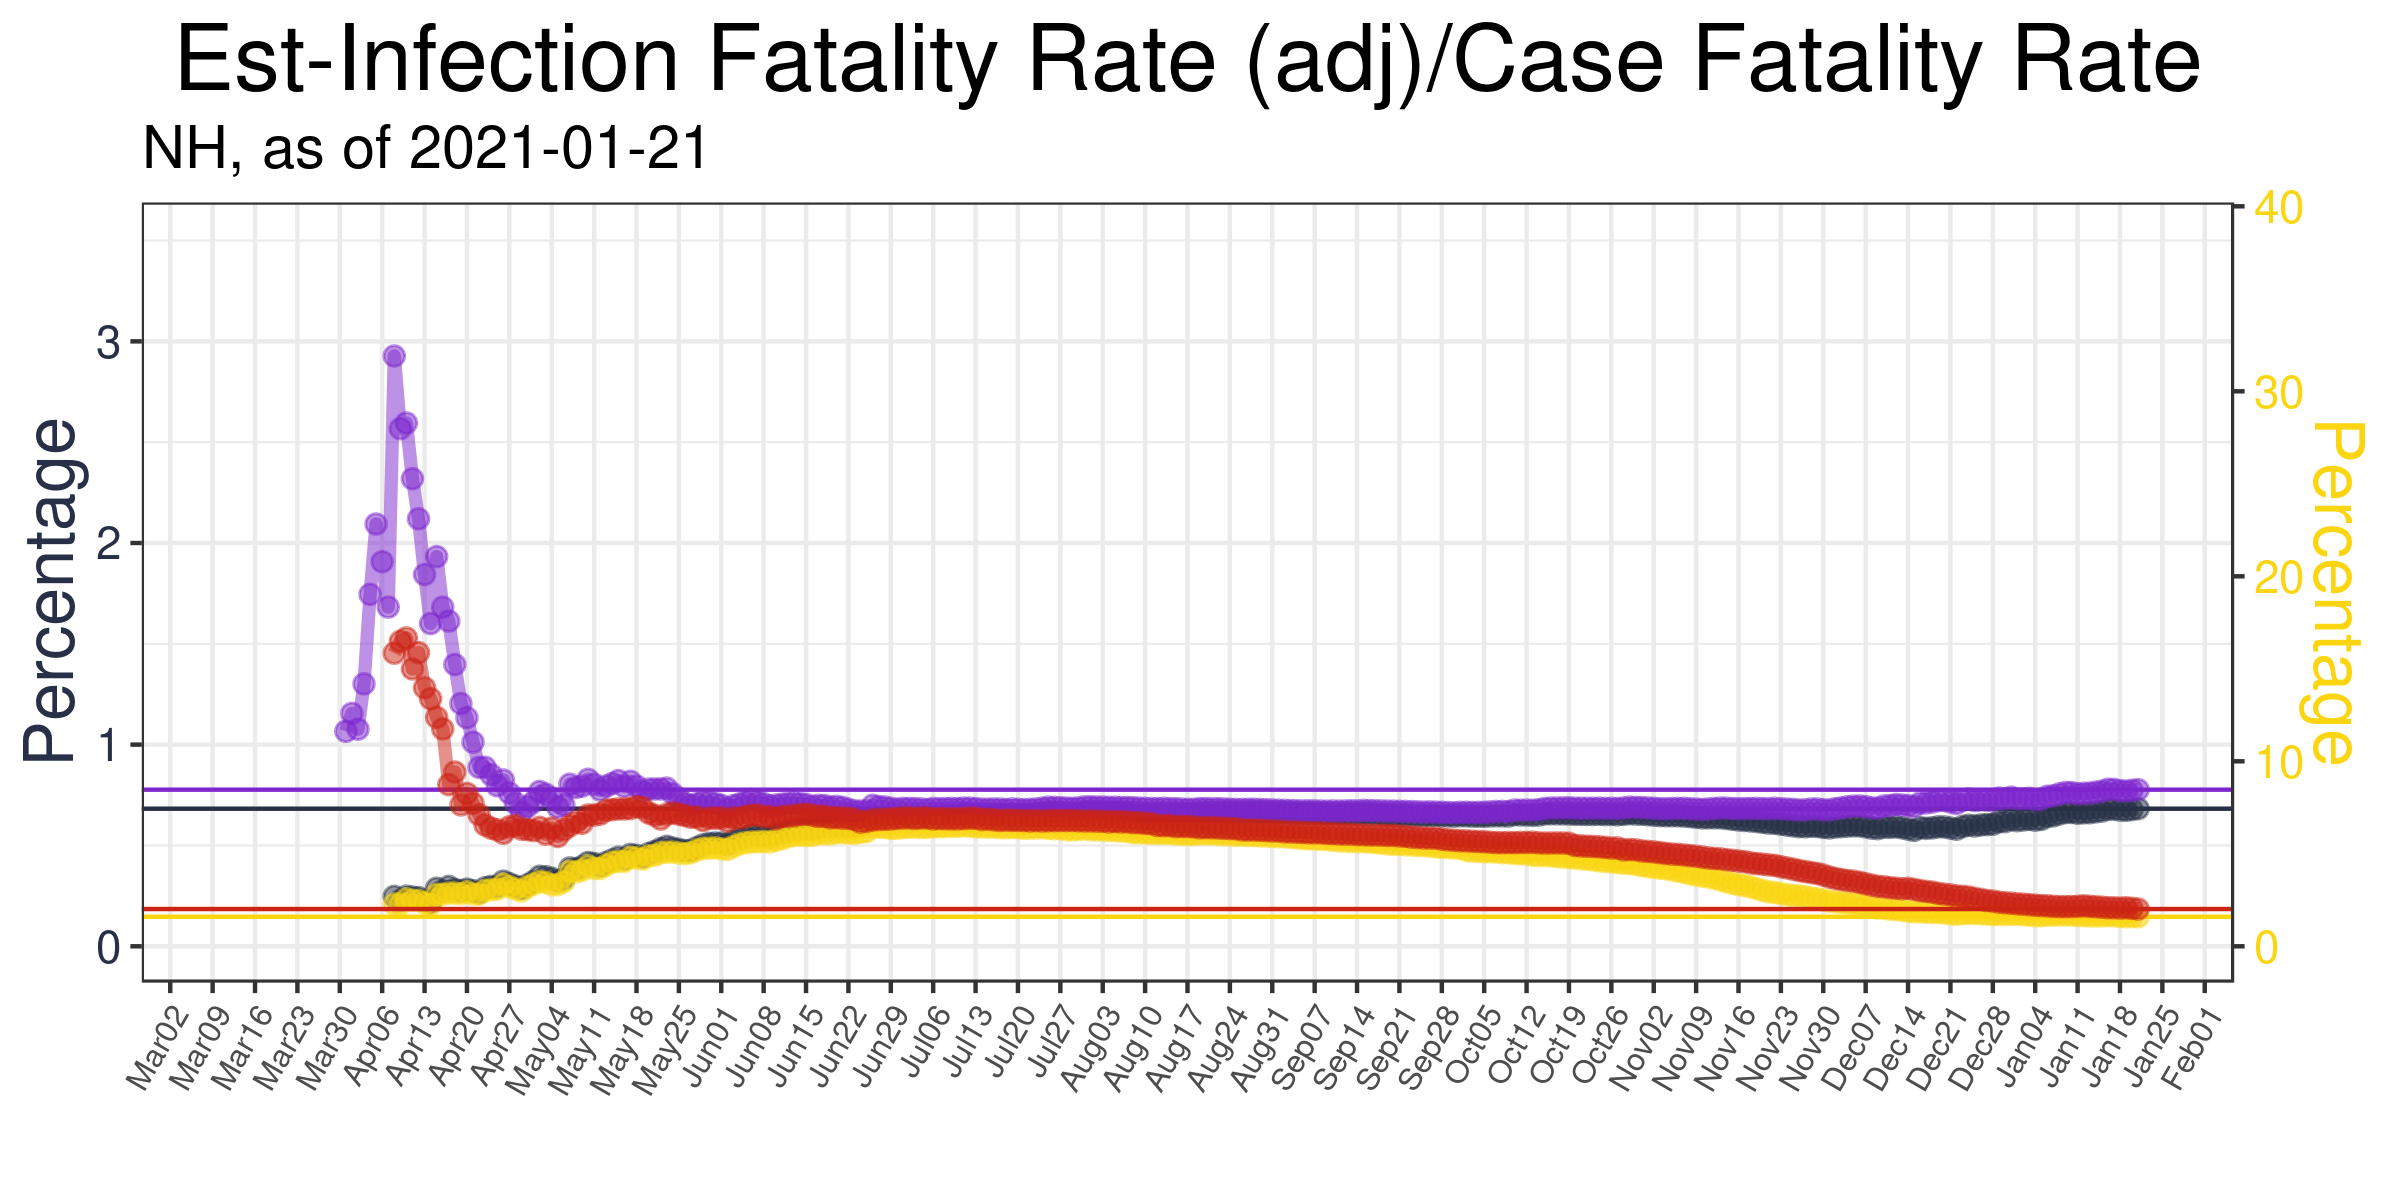 Est-Infection Fatality Rate (adj)/Case Fatality Rate
NH, as of 2021-01-21
Percentage
3
2
1
0
40
30
20
10
0
Percentage
Mar02
Mar09
Mar16
Mar23
Mar30
Apr06
Apr13
Apr20
Apr27
May04
May11
May18
May25
Jun01
Jun08
Jun15
Jun22
Jun29
Jul06
Jul13
Jul20
Jul27
Aug03
Aug10
Aug17
Aug24
Aug31
Sep07
Sep14
Sep21
Sep28
Oct05
Oct12
Oct19
Oct26
Nov02
Nov09
Nov16
Nov23
Nov30
Dec07
Dec14
Dec21
Dec28
Jan04
Jan11
Jan18
Jan25
Feb01